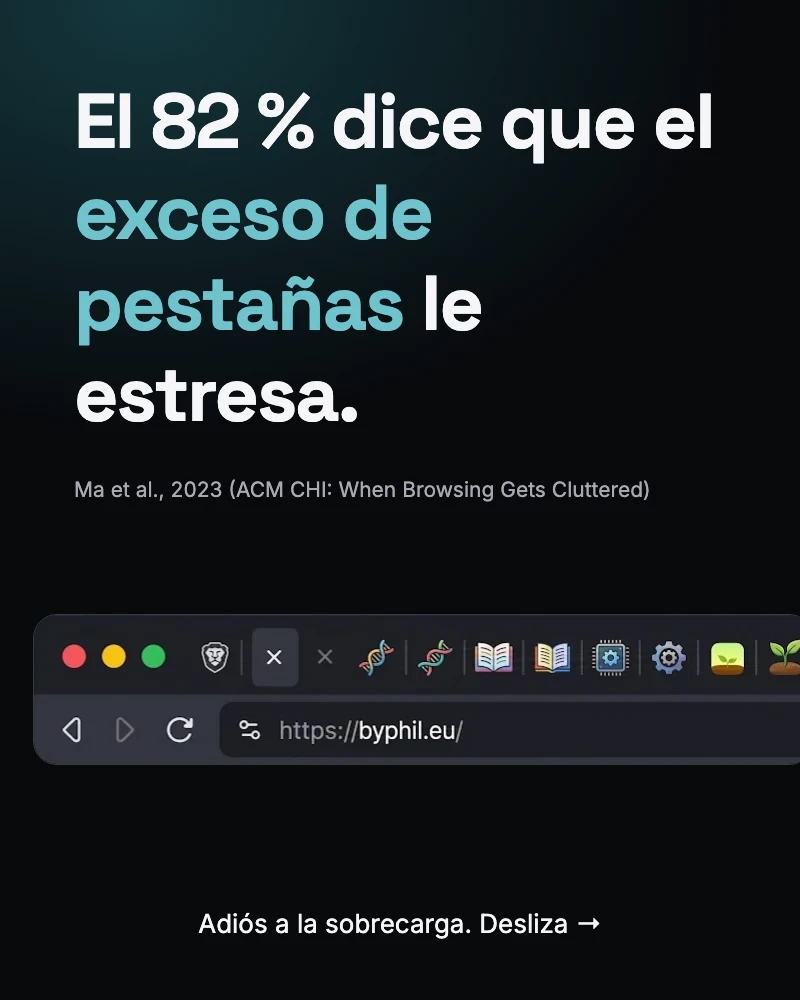 El 82 % dice que el
exceso de
pestañas le
estresa.
Ma et al., 2023 (ACM CHI: When Browsing Gets Cluttered)
https://byphil.eu/
Adiós a la sobrecarga. Desliza →